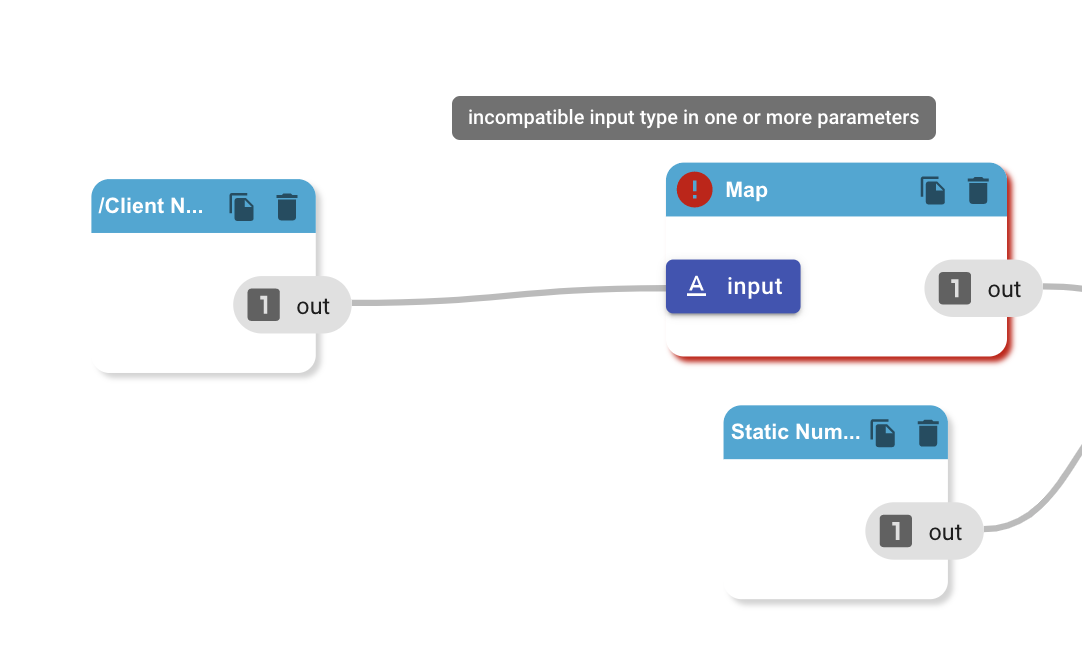 incompatible input type in one or more parameters
/Client N...
! Map
A input
1 out
1 out
Static Num...
1 out